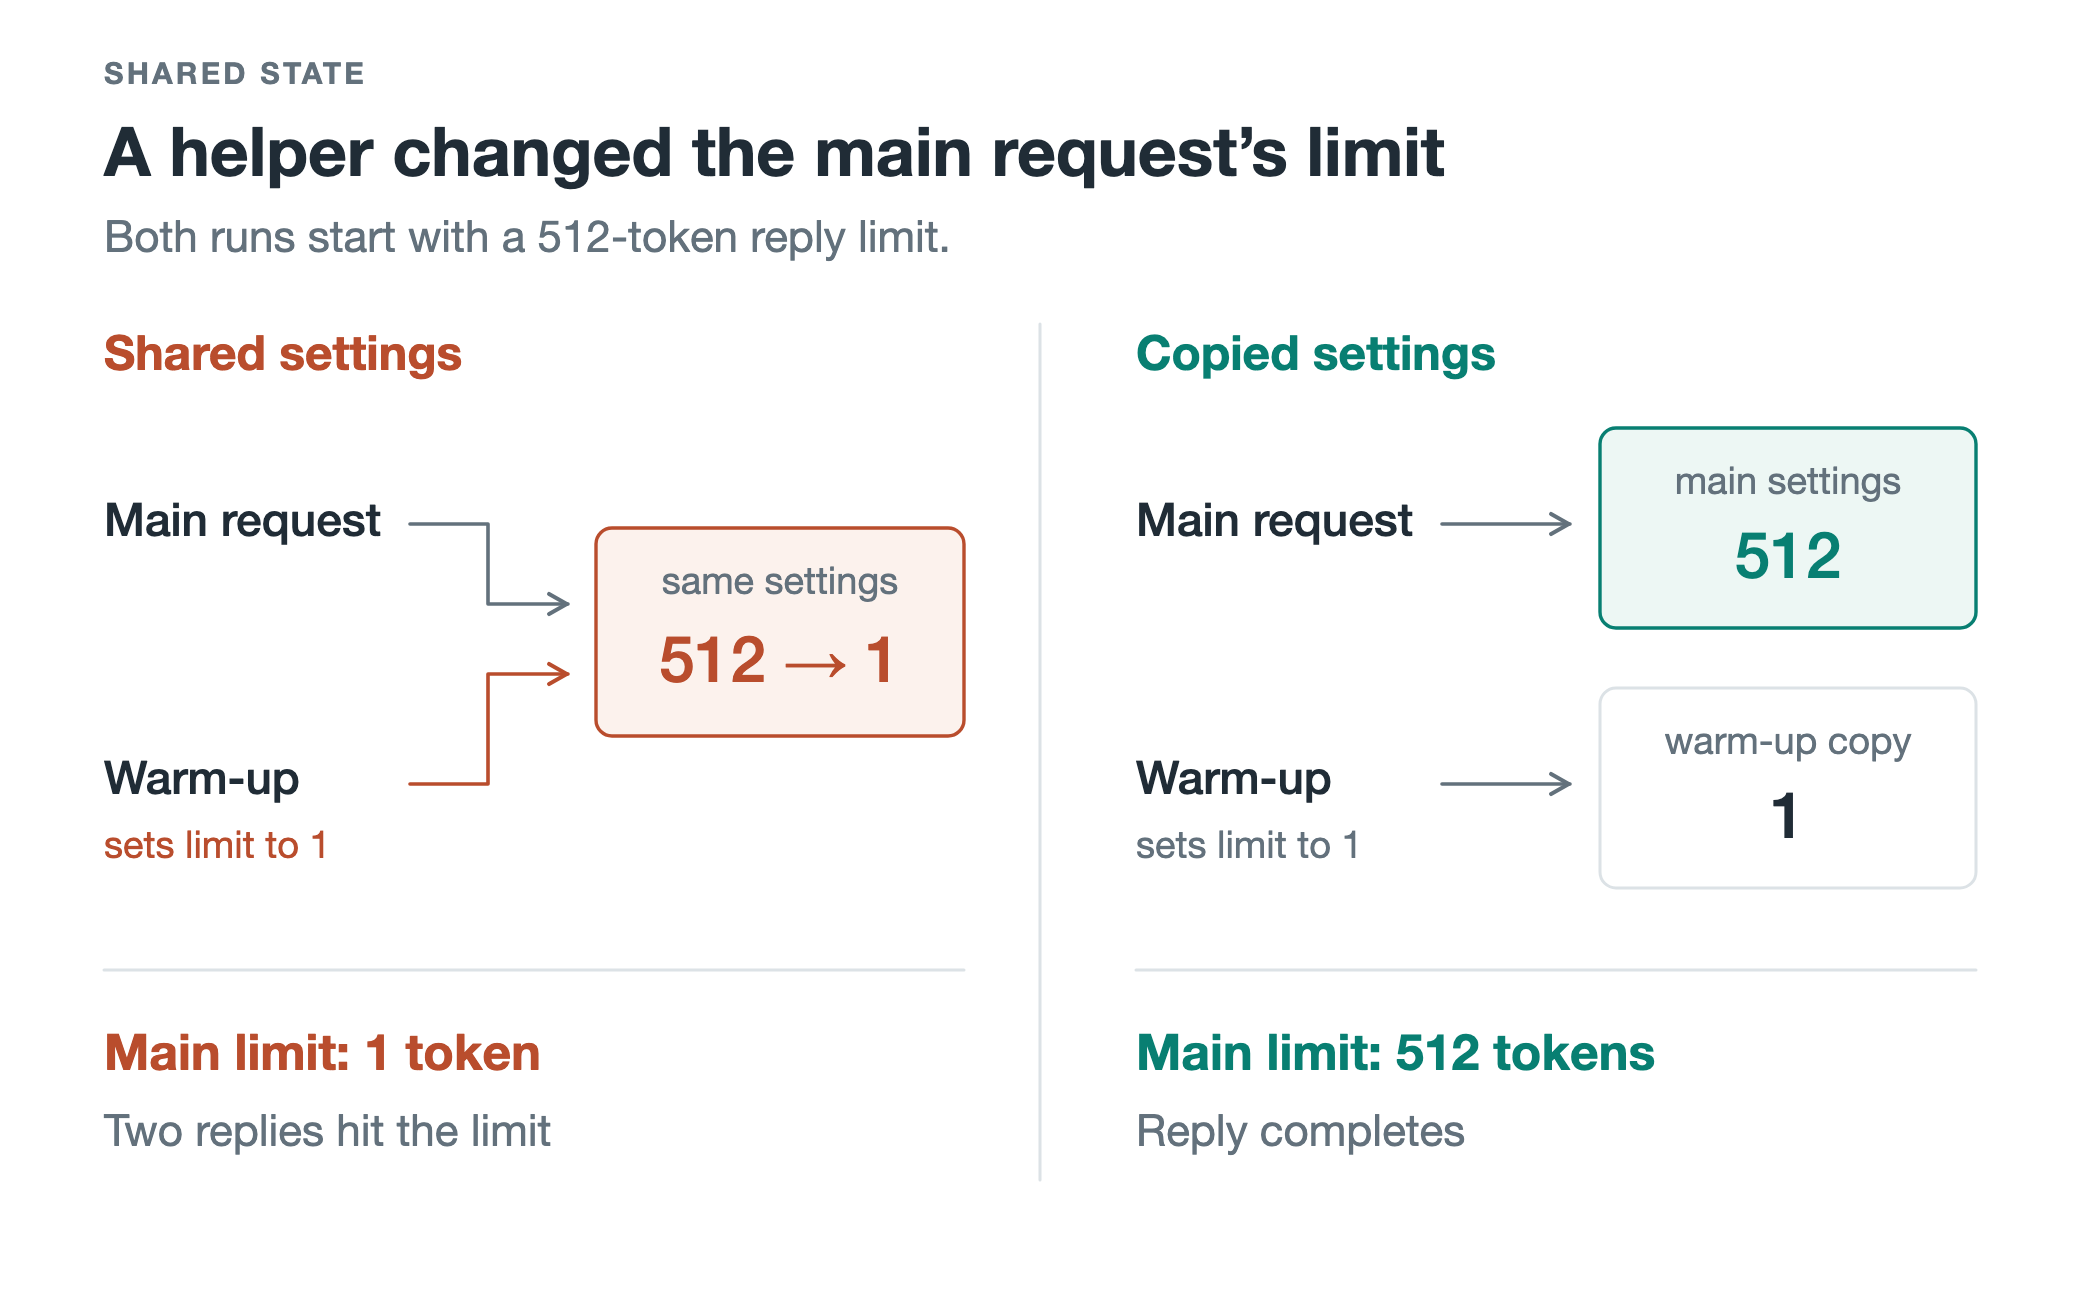 SHARED STATE
A helper changed the main request’s limit
Both runs start with a 512-token reply limit.
Shared settings
Main request
same settings
512 → 1
Warm-up
sets limit to 1
Main limit: 1 token
Two replies hit the limit
Copied settings
Main request
main settings
512
Warm-up
sets limit to 1
warm-up copy
1
Main limit: 512 tokens
Reply completes